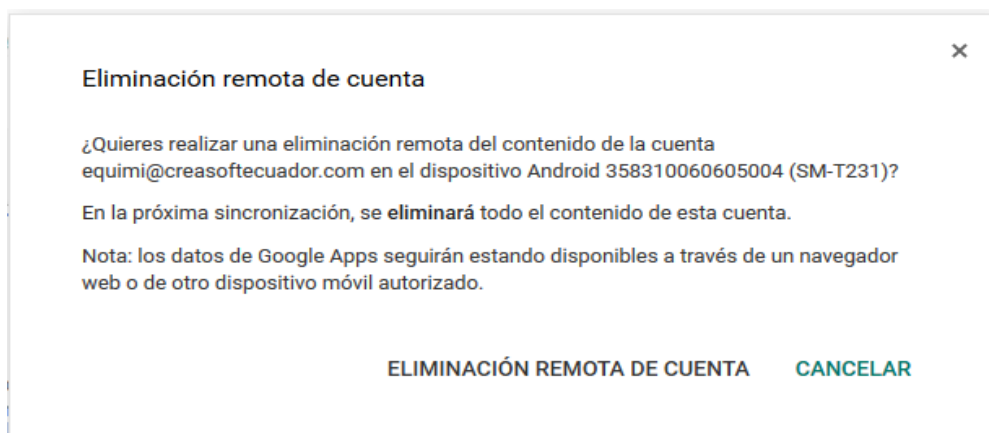 Eliminación remota de cuenta
¿Quieres realizar una eliminación remota del contenido de la cuenta
equimi@creasoftecuador.com en el dispositivo Android 358310060605004 (SM-T231)?
En la próxima sincronización, se eliminará todo el contenido de esta cuenta.
Nota: los datos de Google Apps seguirán estando disponibles a través de un navegador
web o de otro dispositivo móvil autorizado.
ELIMINACIÓN REMOTA DE CUENTA CANCELAR